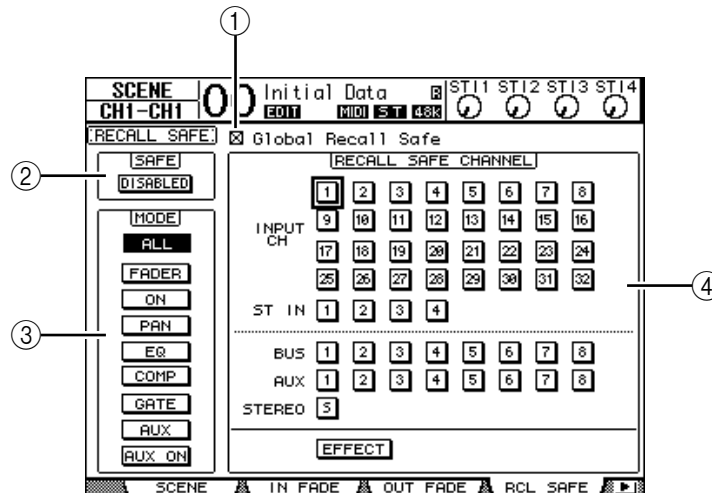 ①
SCENE
CH1-CH1
00 Initial Data R
EDIT MIDI ST 48K
STI1 STI2 STI3 STI4
RECALL SAFE
Global Recall Safe
②
SAFE
DISABLED
③
MODE
ALL
FADER
ON
PAN
EQ
COMP
GATE
AUX
AUX ON
④
RECALL SAFE CHANNEL
INPUT CH
1 2 3 4 5 6 7 8
9 10 11 12 13 14 15 16
17 18 19 20 21 22 23 24
25 26 27 28 29 30 31 32
ST IN 1 2 3 4
BUS 1 2 3 4 5 6 7 8
AUX 1 2 3 4 5 6 7 8
STEREO S
EFFECT
SCENE IN FADE OUT FADE RCL SAFE